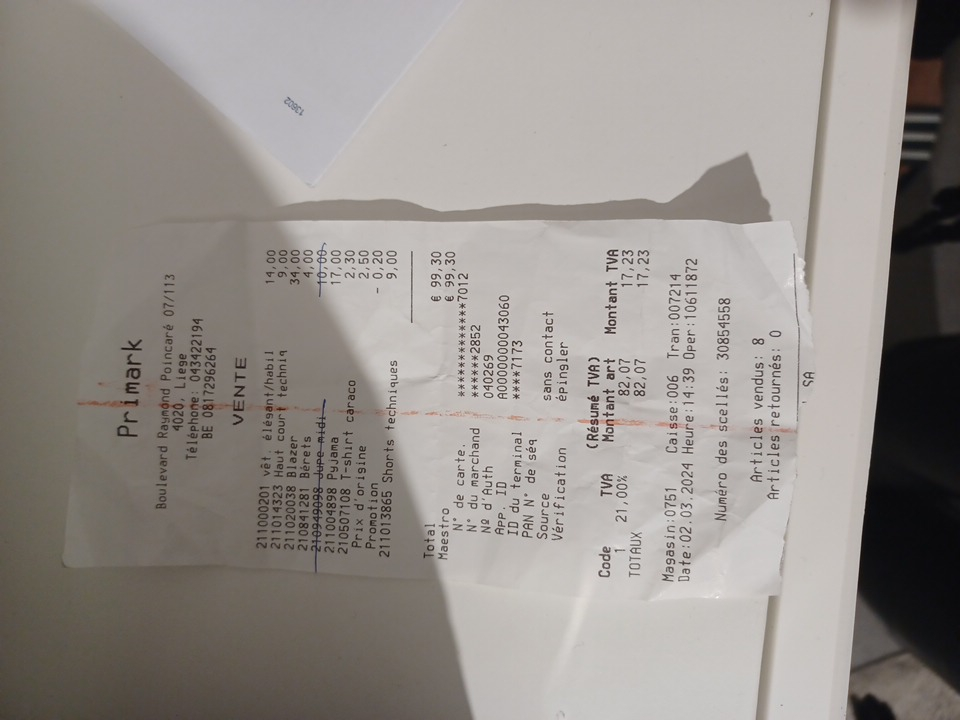 13802
Primark
Boulevard Raymond Poincaré 07/113
4020, Liege
Téléphone: 043422194
BE 0817296264
VENTE
211000201 vêt. élégant/habil 14,00
211014323 Haut court techniq 9,00
211020038 Blazer 34,00
210841281 Bérets 4,00
210949098 Jupe midi 10,00
211004898 Pyjama 17,00
210507108 T-shirt caraco 2,30
Prix d'origine 2,50
Promotion - 0,20
211013865 Shorts techniques 9,00
Total € 99,30
Maestro € 99,30
N° de carte. ************7012
N° du marchand ******2852
Nº d'Auth 040269
APP. ID A0000000043060
ID du terminal ****7173
PAN N° de séq
Source sans contact
Vérification épingler
(Résumé TVA)
Code TVA Montant art Montant TVA
1 21,00% 82,07 17,23
TOTAUX 82,07 17,23
Magasin:0751 Caisse:006 Tran:007214
Date:02.03.2024 Heure:14:39 Oper:10611872
Numéro des scellés: 30854558
Articles vendus: 8
Articles retournés: 0
SA